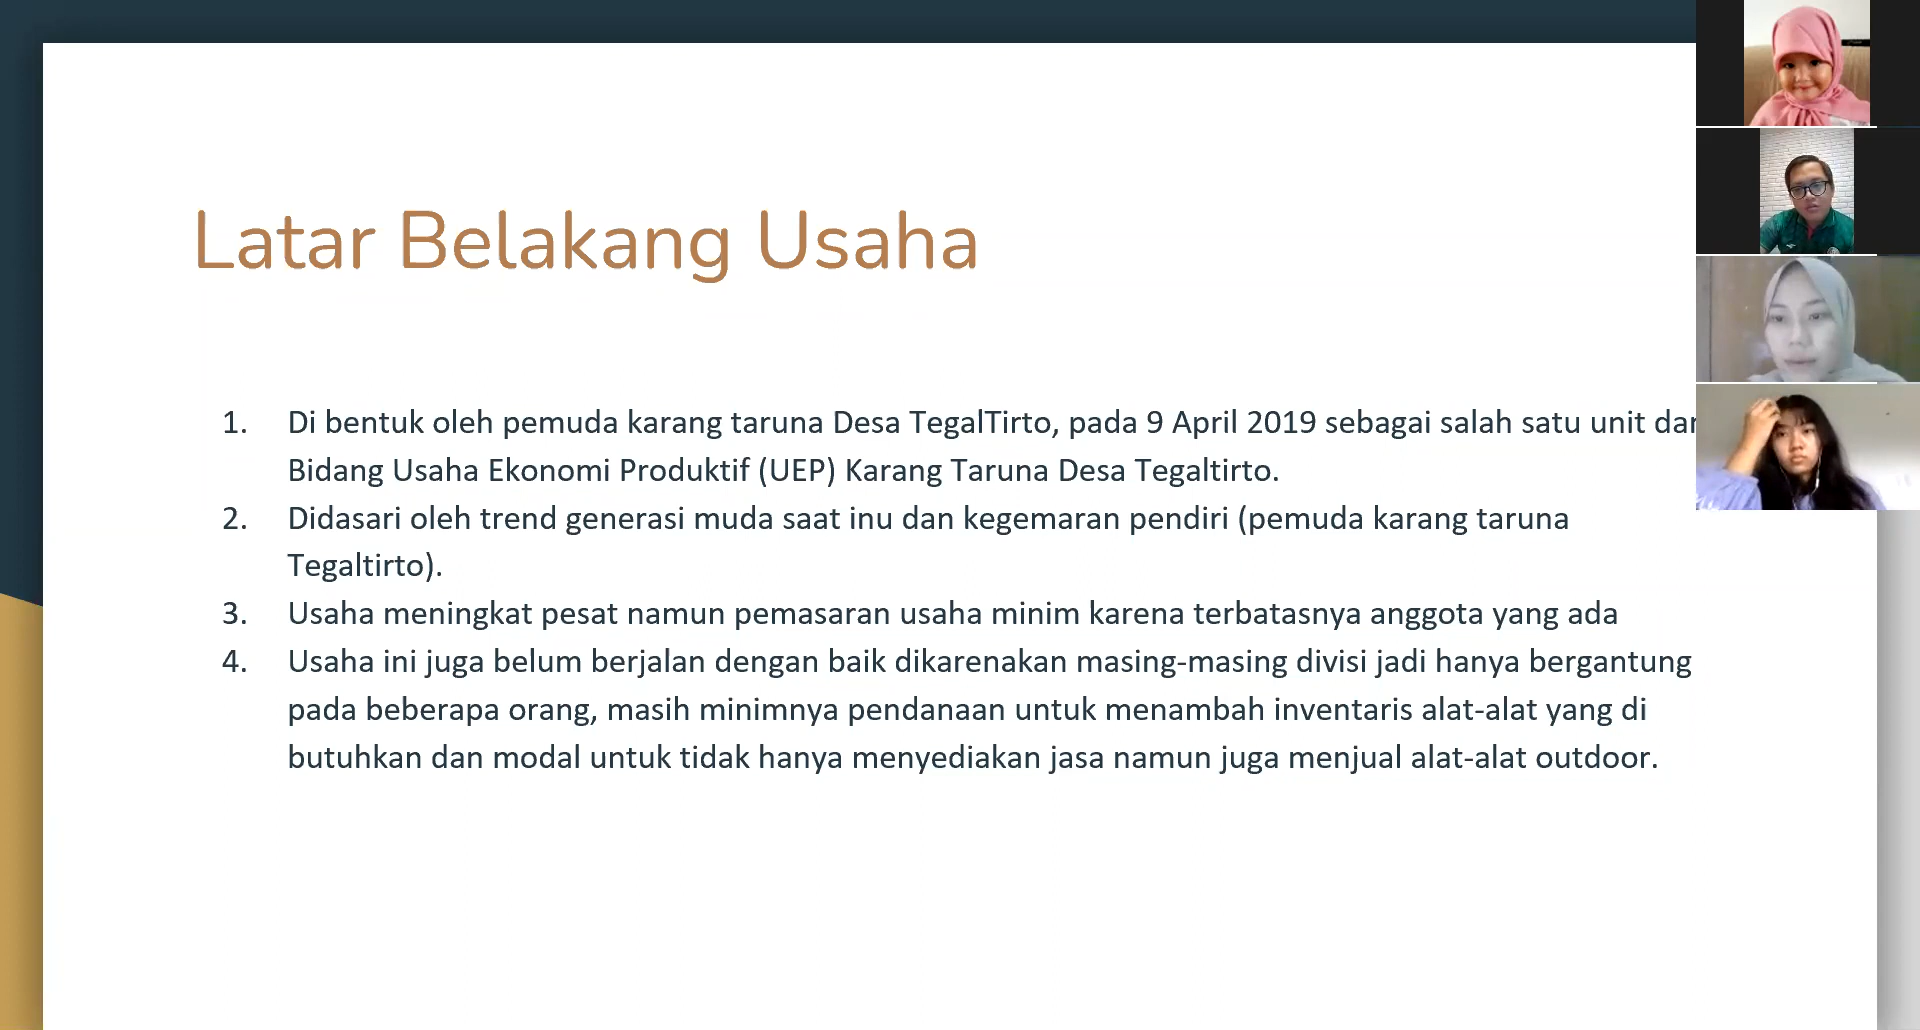 Latar Belakang Usaha
1. Di bentuk oleh pemuda karang taruna Desa TegalTirto, pada 9 April 2019 sebagai salah satu unit
Bidang Usaha Ekonomi Produktif (UEP) Karang Taruna Desa Tegaltirto.
2. Didasari oleh trend generasi muda saat inu dan kegemaran pendiri (pemuda karang taruna
Tegaltirto).
3. Usaha meningkat pesat namun pemasaran usaha minim karena terbatasnya anggota yang ada
4. Usaha ini juga belum berjalan dengan baik dikarenakan masing-masing divisi jadi hanya bergantung
pada beberapa orang, masih minimnya pendanaan untuk menambah inventaris alat-alat yang di
butuhkan dan modal untuk tidak hanya menyediakan jasa namun juga menjual alat-alat outdoor.